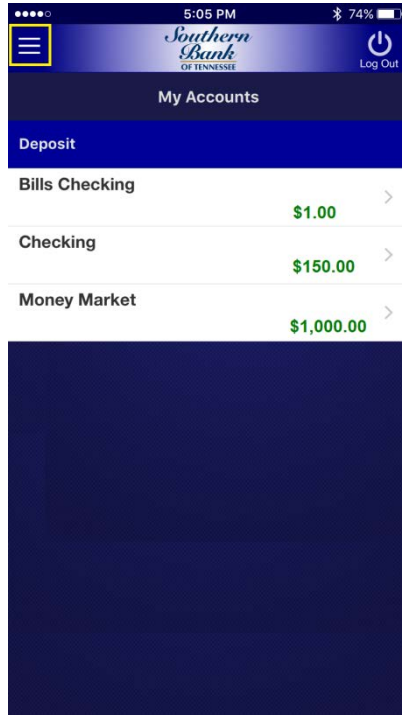 5:05 PM 74%
Southern
Bank
OF TENNESSEE
Log Out
My Accounts
Deposit
Bills Checking
$1.00
Checking
$150.00
Money Market
$1,000.00